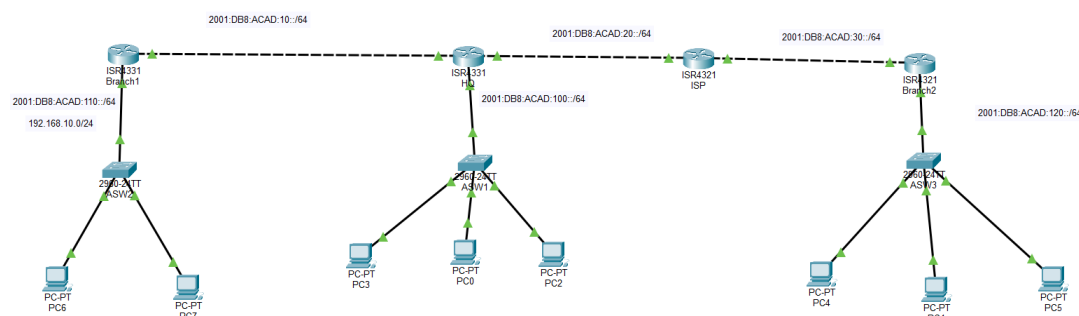 2001:DB8:ACAD:10::/64
2001:DB8:ACAD:20::/64
2001:DB8:ACAD:30::/64
ISR4331
Branch1
ISR4331
HQ
ISR4321
ISP
ISR4321
Branch2
2001:DB8:ACAD:110::/64
192.168.10.0/24
2001:DB8:ACAD:100::/64
2001:DB8:ACAD:120::/64
2960-24TT
ASW2
2960-24TT
ASW1
2960-24TT
ASW3
PC-PT
PC6
PC-PT
PC7
PC-PT
PC3
PC-PT
PC0
PC-PT
PC2
PC-PT
PC4
PC-PT
PC-PT
PC5